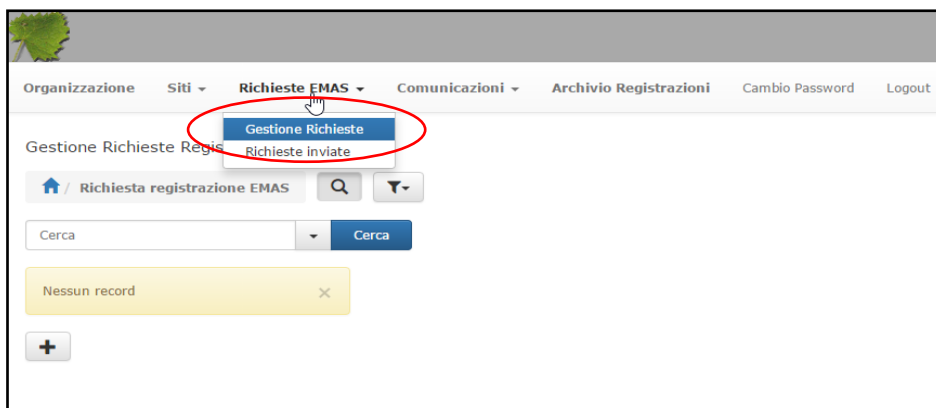 Organizzazione Siti Richieste EMAS Comunicazioni Archivio Registrazioni Cambio Password Logout
Gestione Richieste
Richieste inviate
Gestione Richieste Regis
/ Richiesta registrazione EMAS
Cerca Cerca
Nessun record ×